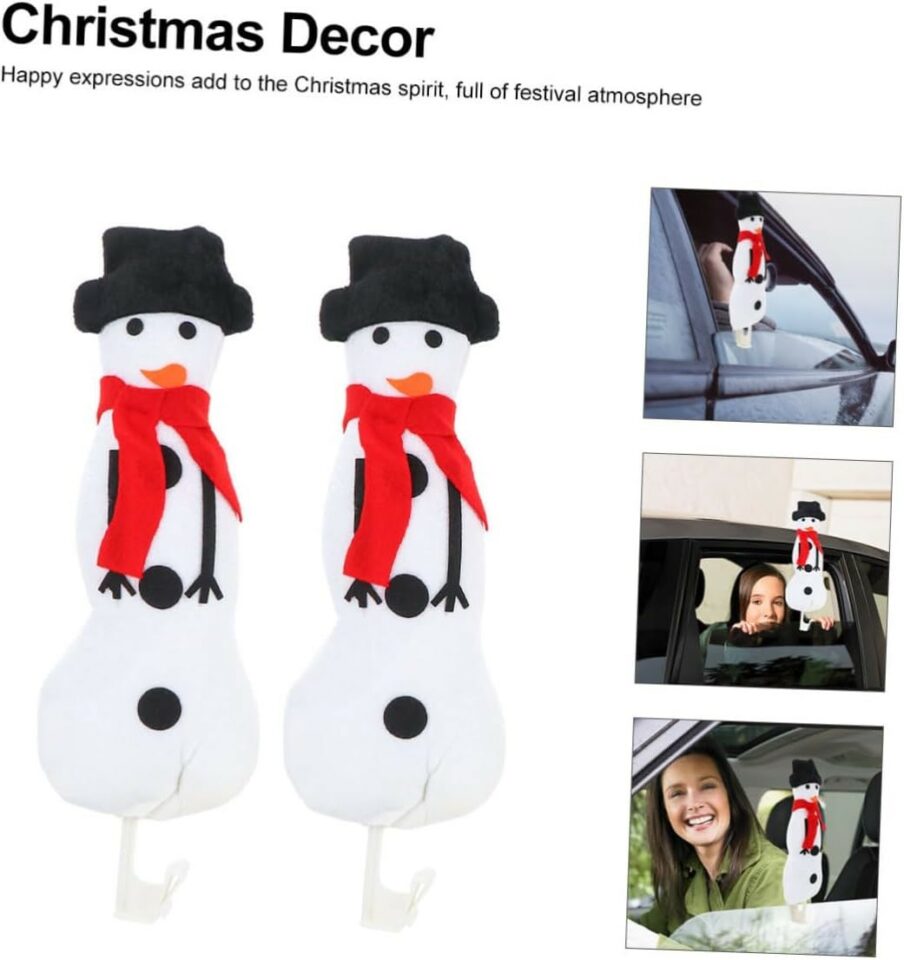 Christmas Decor
Happy expressions add to the Christmas spirit, full of festival atmosphere